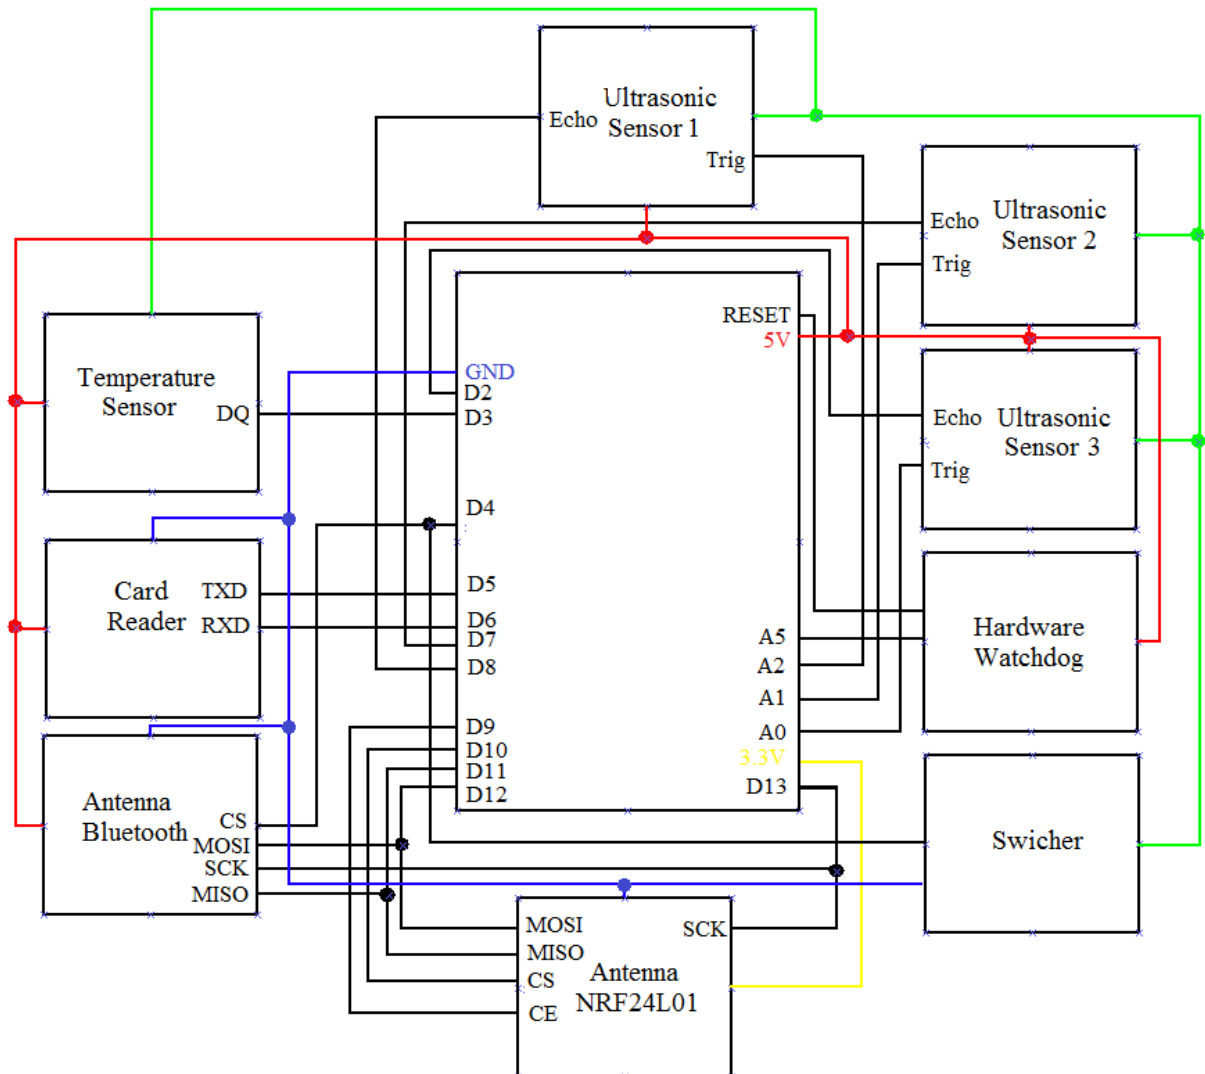 Ultrasonic
Sensor 1
Echo
Trig
Ultrasonic
Sensor 2
Echo
Trig
RESET
5V
GND
D2
D3
D4
D5
D6
D7
D8
D9
D10
D11
D12
A5
A2
A1
A0
3.3V
D13
Temperature
Sensor
DQ
Ultrasonic
Sensor 3
Echo
Trig
Card
Reader
TXD
RXD
Hardware
Watchdog
Antenna
Bluetooth
CS
MOSI
SCK
MISO
Swicher
MOSI
MISO
CS
CE
SCK
Antenna
NRF24L01